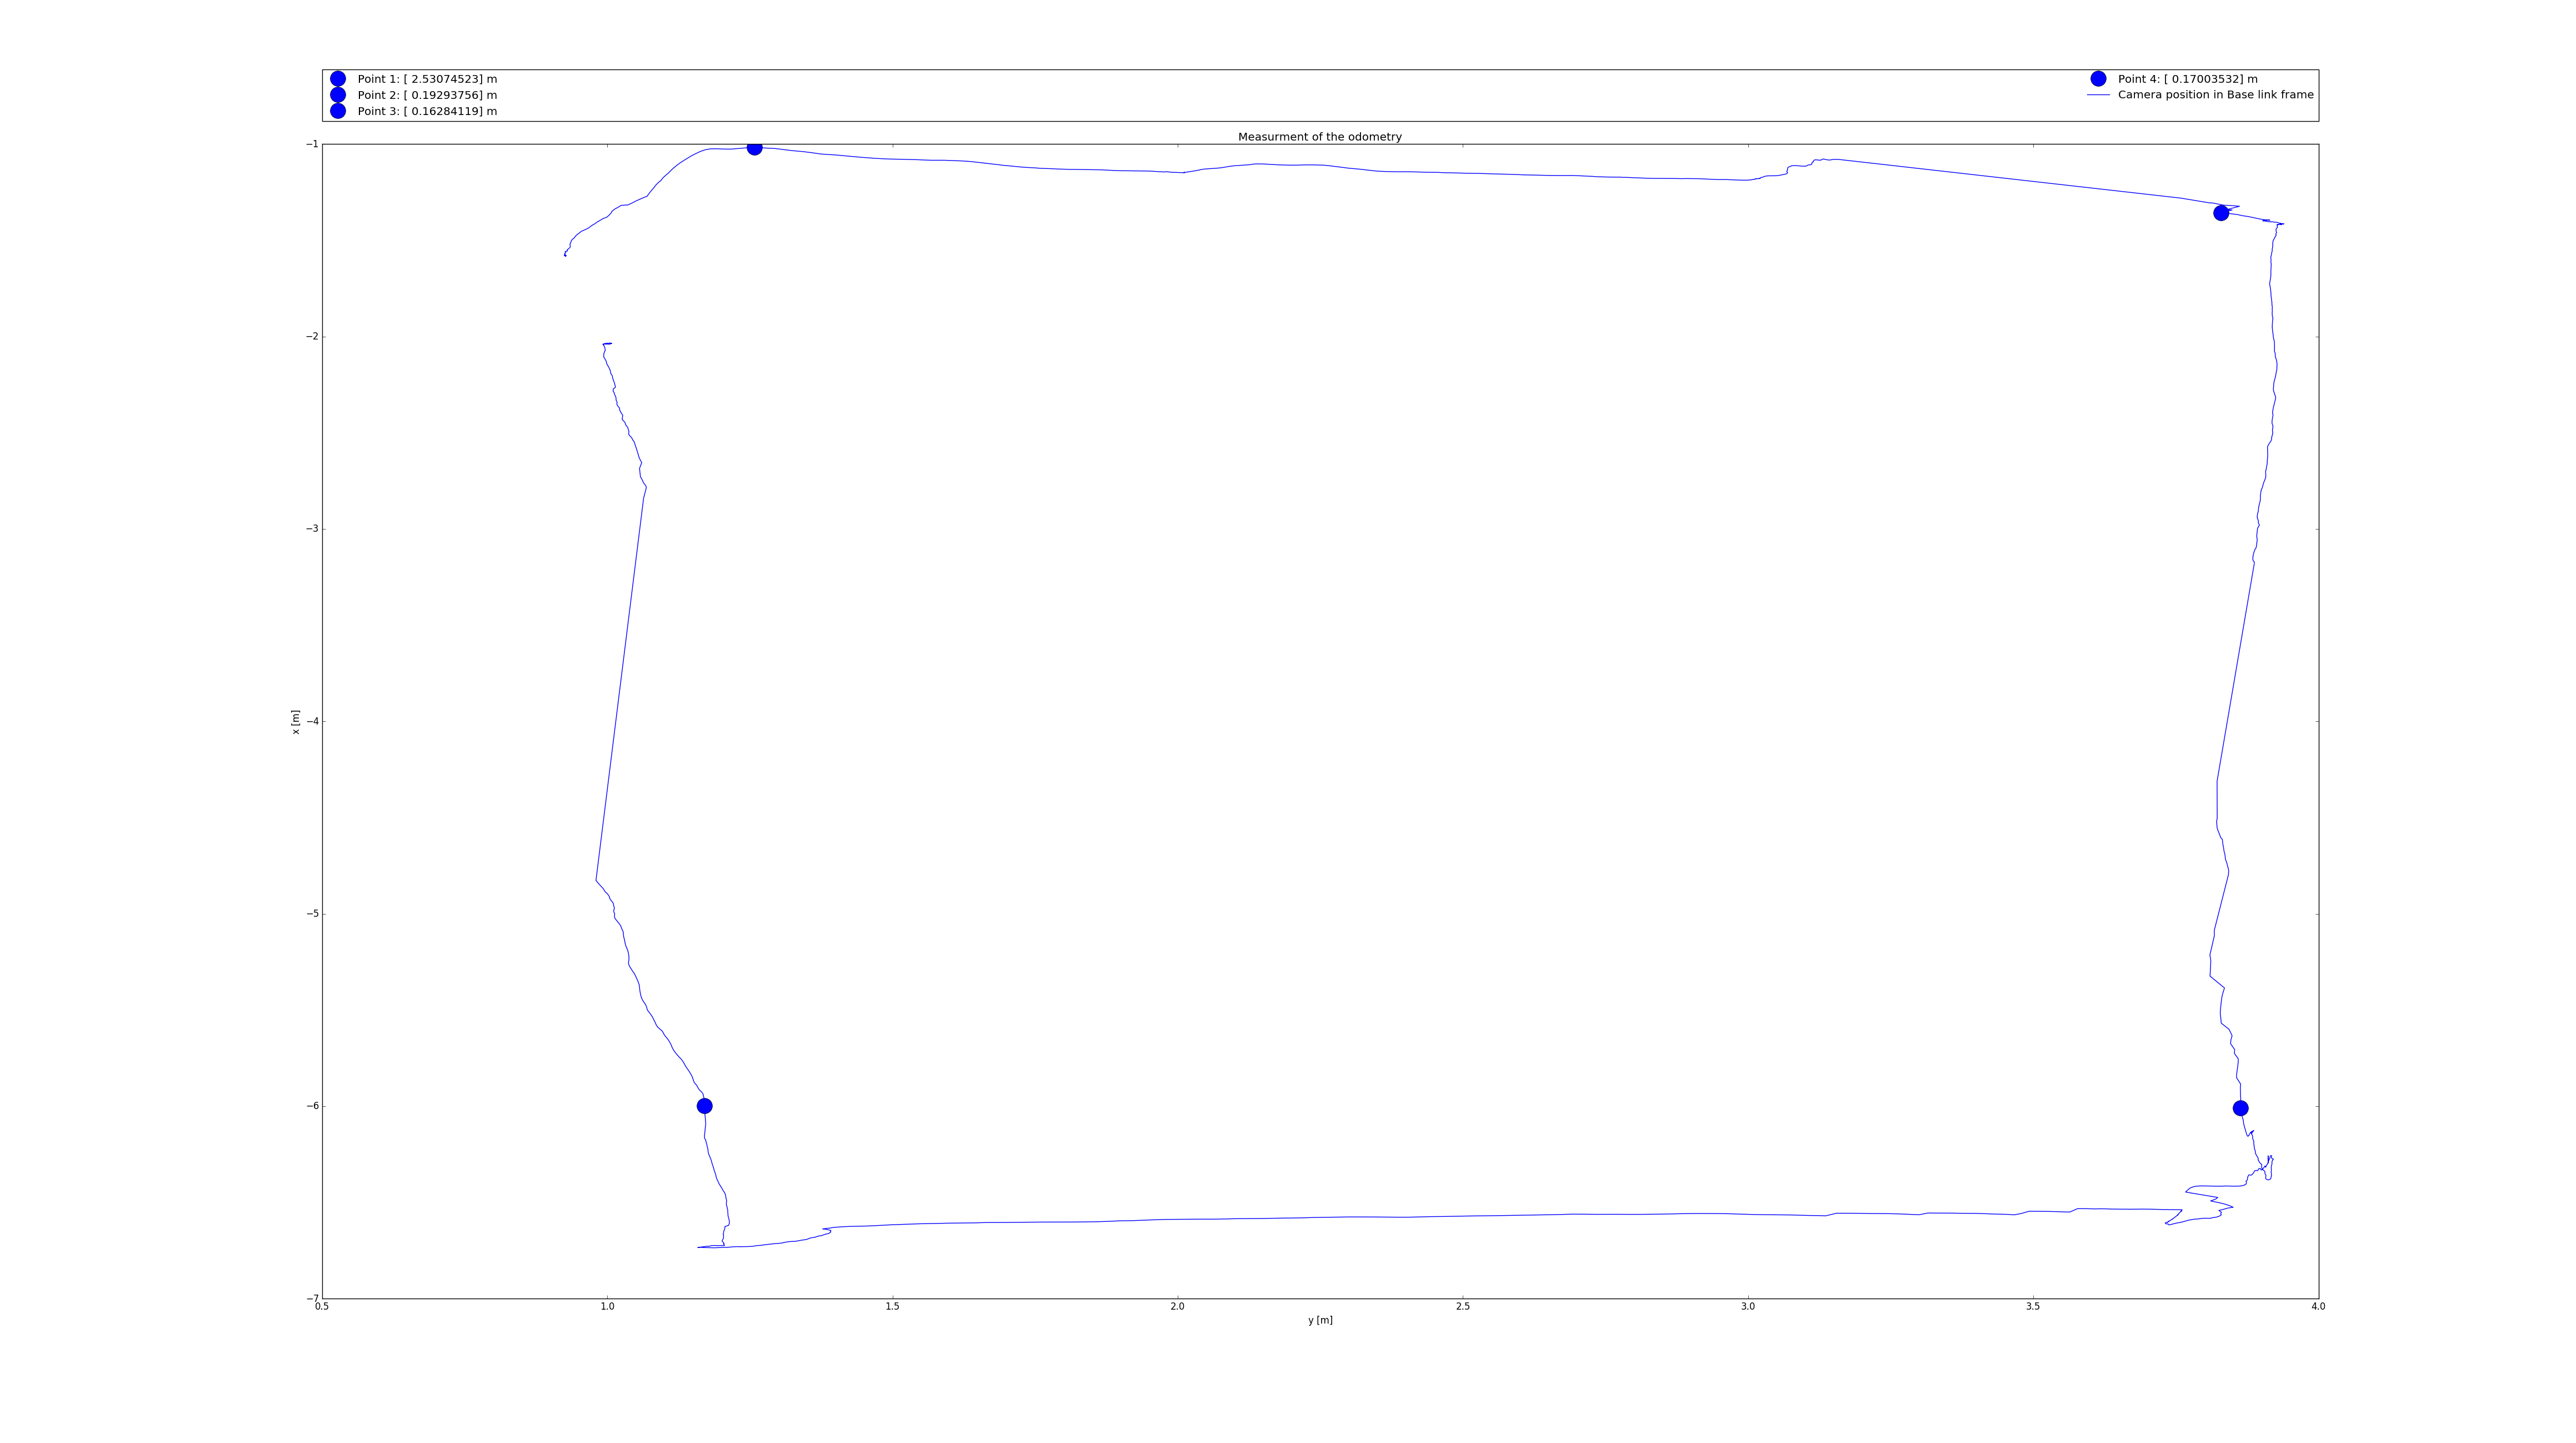 Point 1: [ 2.53074523] m
Point 2: [ 0.19293756] m
Point 3: [ 0.16284119] m
Point 4: [ 0.17003532] m
Camera position in Base link frame
Measurment of the odometry
−1
−2
−3
−4
−5
−6
−7
x [m]
0.5 1.0 1.5 2.0 2.5 3.0 3.5 4.0
y [m]